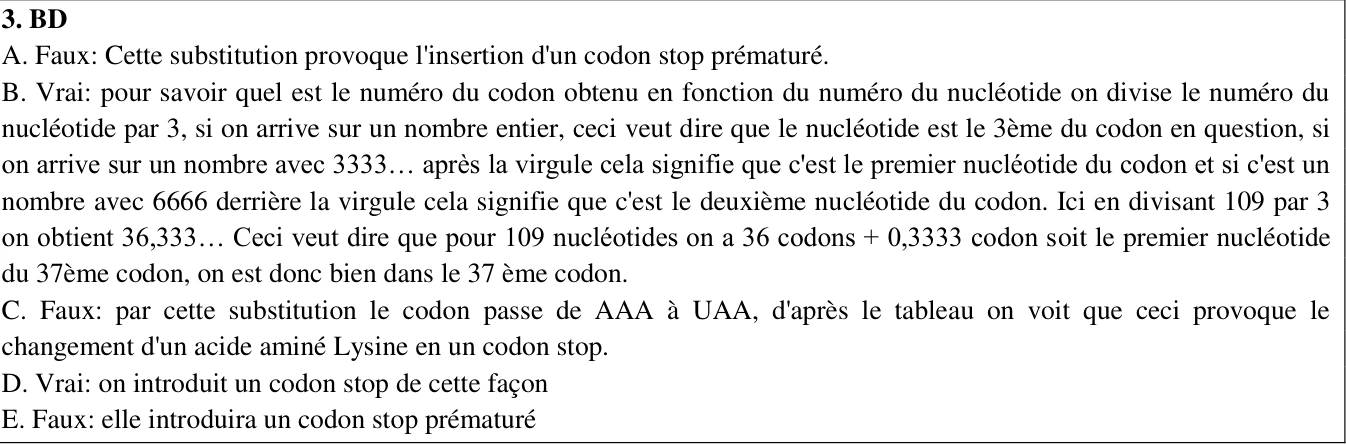 3. BD
A. Faux: Cette substitution provoque l'insertion d'un codon stop prématuré.
B. Vrai: pour savoir quel est le numéro du codon obtenu en fonction du numéro du nucléotide on divise le numéro du
nucléotide par 3, si on arrive sur un nombre entier, ceci veut dire que le nucléotide est le 3ème du codon en question, si
on arrive sur un nombre avec 3333… après la virgule cela signifie que c'est le premier nucléotide du codon et si c'est un
nombre avec 6666 derrière la virgule cela signifie que c'est le deuxième nucléotide du codon. Ici en divisant 109 par 3
on obtient 36,333… Ceci veut dire que pour 109 nucléotides on a 36 codons + 0,3333 codon soit le premier nucléotide
du 37ème codon, on est donc bien dans le 37 ème codon.
C. Faux: par cette substitution le codon passe de AAA à UAA, d'après le tableau on voit que ceci provoque le
changement d'un acide aminé Lysine en un codon stop.
D. Vrai: on introduit un codon stop de cette façon
E. Faux: elle introduira un codon stop prématuré